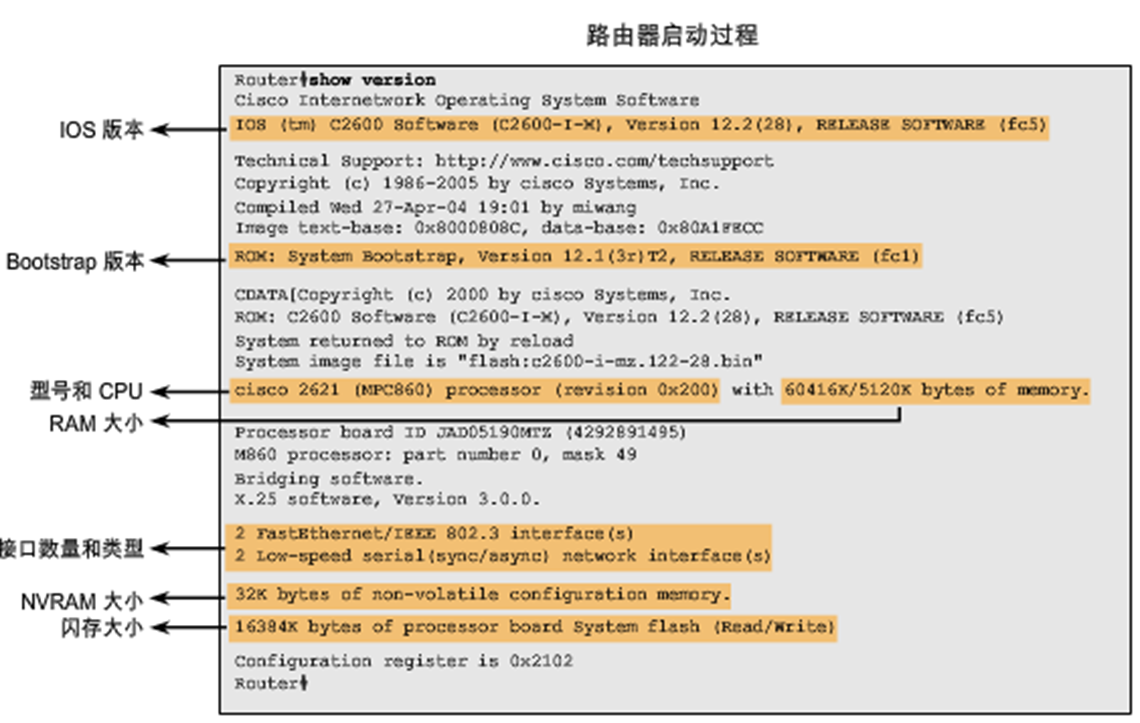 路由器启动过程
Router#show version
Cisco Internetwork Operating System Software
IOS 版本
IOS (tm) C2600 Software (C2600-I-M), Version 12.2(28), RELEASE SOFTWARE (fc5)
Technical Support: http://www.cisco.com/techsupport
Copyright (c) 1986-2005 by cisco Systems, Inc.
Compiled Wed 27-Apr-04 19:01 by miwang
Image text-base: 0x8000808C, data-base: 0x80A1FECC
Bootstrap 版本
ROM: System Bootstrap, Version 12.1(3r)T2, RELEASE SOFTWARE (fc1)
CDATA[Copyright (c) 2000 by cisco Systems, Inc.
ROM: C2600 Software (C2600-I-M), Version 12.2(28), RELEASE SOFTWARE (fc5)
System returned to ROM by reload
System image file is "flash:c2600-i-mz.122-28.bin"
型号和 CPU
cisco 2621 (MPC860) processor (revision 0x200) with 60416K/5120K bytes of memory.
RAM 大小
Processor board ID JAD05190MTZ (4292891495)
M860 processor: part number 0, mask 49
Bridging software.
X.25 software, Version 3.0.0.
接口数量和类型
2 FastEthernet/IEEE 802.3 interface(s)
2 Low-speed serial(sync/async) network interface(s)
NVRAM 大小
32K bytes of non-volatile configuration memory.
闪存大小
16384K bytes of processor board System flash (Read/Write)
Configuration register is 0x2102
Router#